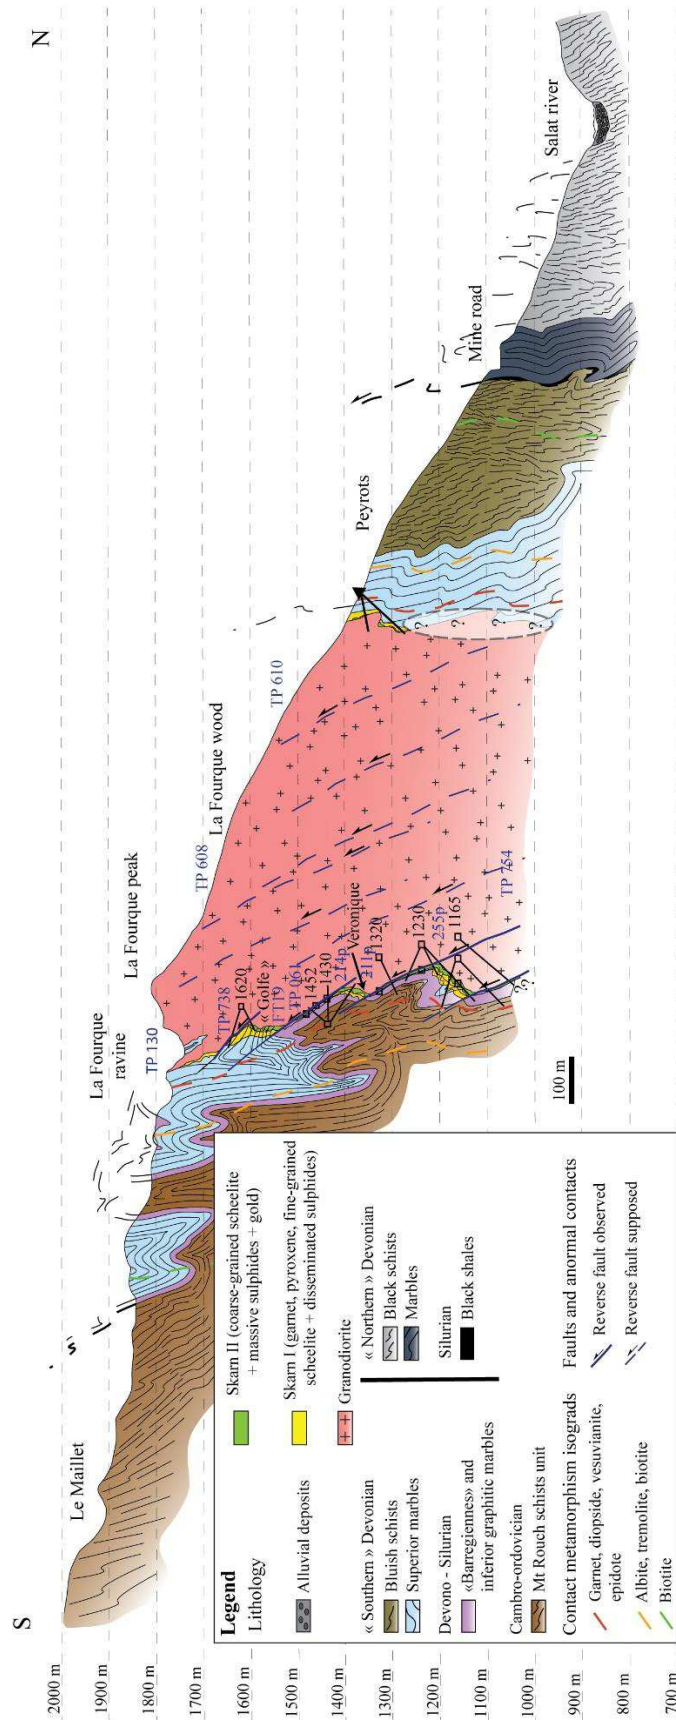 S
N
Le Maillet
La Fourque
ravine
TP 130
La Fourque peak
TP 608
La Fourque wood
TP 610
Peyrots
Mine road
Salat river
2000 m
1900 m
1800 m
1700 m
1600 m
1500 m
1400 m
1300 m
1200 m
1100 m
1000 m
900 m
800 m
700 m
TP 738
1620
« Golfe »
FT19
TP 061
1452
1430
214p
Veronique
211p
1320
1230
255p
1165
TP 754
??
?
?
?
?
?
100 m
Legend
Lithology
Alluvial deposits
« Southern » Devonian
Bluish schists
Superior marbles
Devono - Silurian
«Barregiennes» and
inferior graphitic marbles
Cambro-ordovician
Mt Rouch schists unit
Contact metamorphism isograds
Garnet, diopside, vesuvianite,
epidote
Albite, tremolite, biotite
Biotite
Skarn II (coarse-grained scheelite
+ massive sulphides + gold)
Skarn I (garnet, pyroxene, fine-grained
scheelite + disseminated sulphides)
Granodiorite
« Northern » Devonian
Black schists
Marbles
Silurian
Black shales
Faults and anormal contacts
Reverse fault observed
Reverse fault supposed